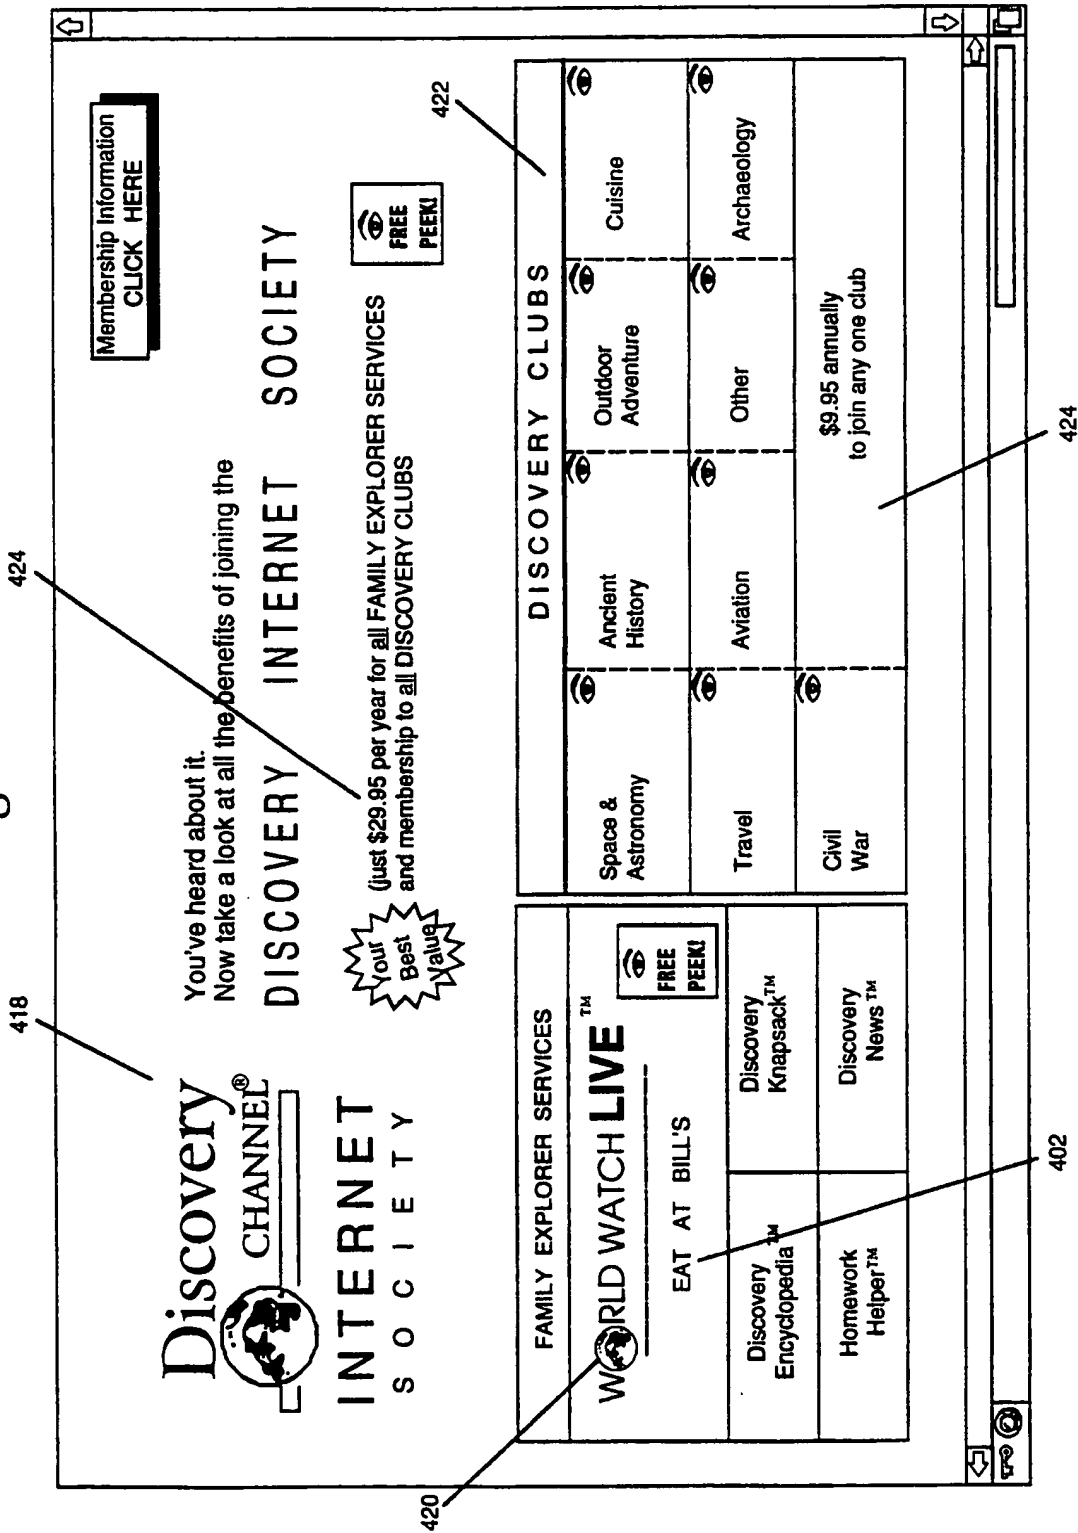 418
424
Discovery
CHANNEL®
INTERNET
SOCIETY
Membership Information
CLICK HERE
You've heard about it.
Now take a look at all the benefits of joining the
DISCOVERY INTERNET SOCIETY
Your
Best
Value
(just $29.95 per year for all FAMILY EXPLORER SERVICES
and membership to all DISCOVERY CLUBS
FREE
PEEK!
420
422
FAMILY EXPLORER SERVICES
WORLD WATCH LIVE™
EAT AT BILL'S
FREE
PEEK!
Discovery
Encyclopedia™
Discovery
Knapsack™
Homework
Helper™
Discovery
News™
DISCOVERY CLUBS
Space &
Astronomy
Ancient
History
Outdoor
Adventure
Cuisine
Travel
Aviation
Other
Archaeology
Civil
War
$9.95 annually
to join any one club
402
424